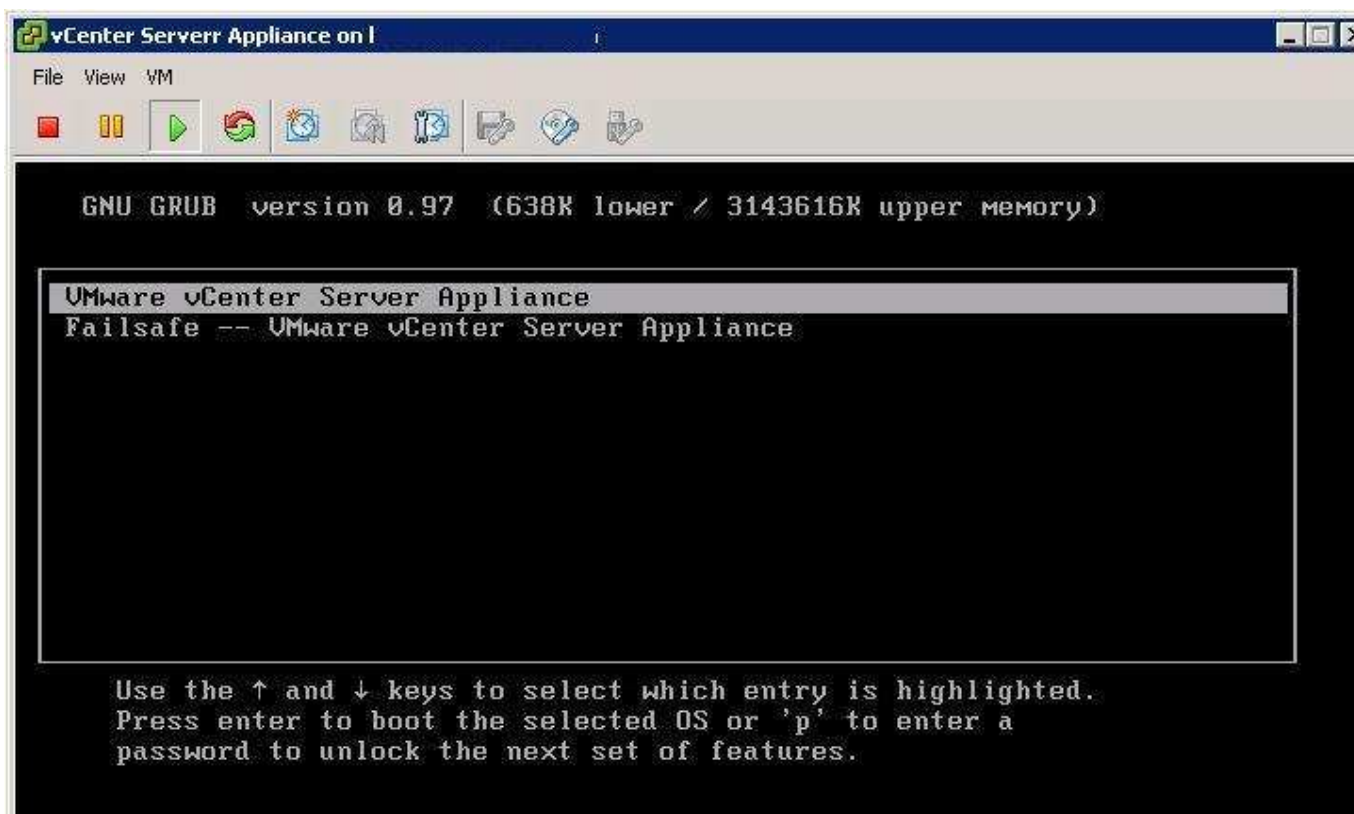 vCenter Serverr Appliance on l
File View VM
GNU GRUB version 0.97 (638K lower / 3143616K upper memory)
VMware vCenter Server Appliance
Failsafe -- VMware vCenter Server Appliance
Use the ↑ and ↓ keys to select which entry is highlighted.
Press enter to boot the selected OS or 'p' to enter a
password to unlock the next set of features.